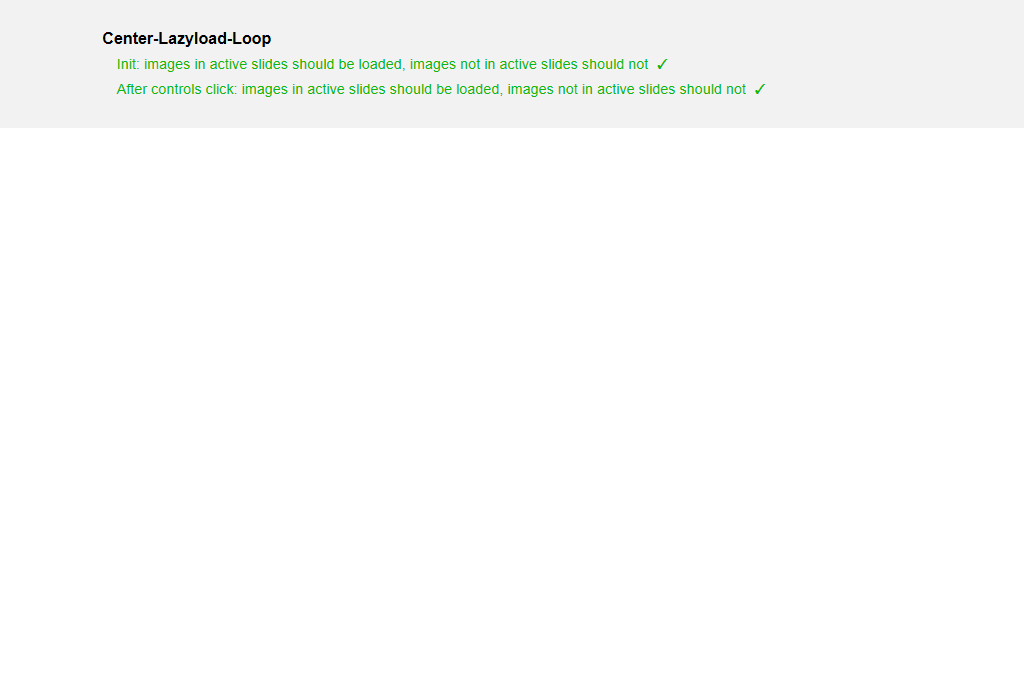 Center-Lazyload-Loop
Init: images in active slides should be loaded, images not in active slides should not ✓
After controls click: images in active slides should be loaded, images not in active slides should not ✓